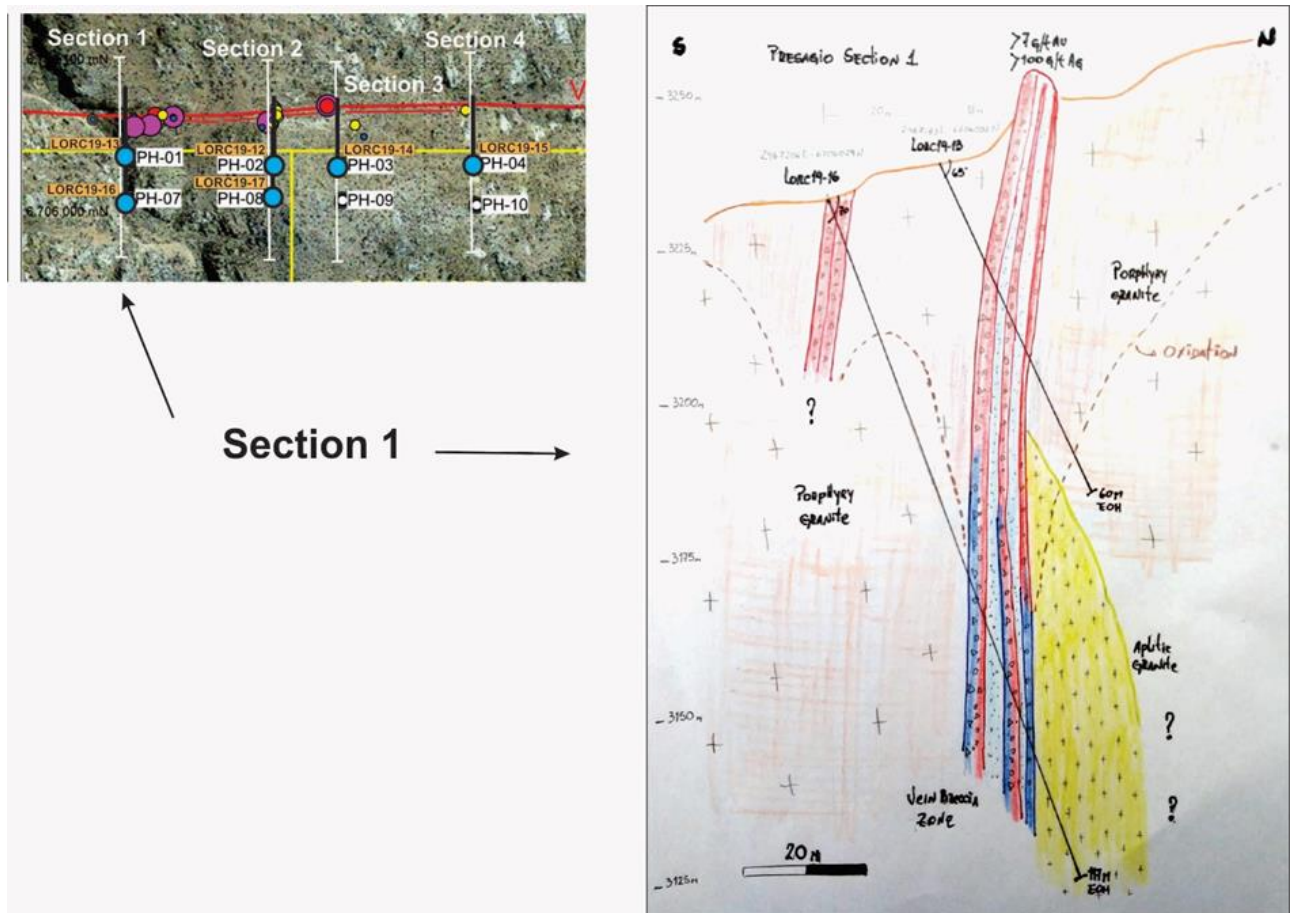 Section 1
Section 2
Section 3
Section 4
V
LORC19-13
PH-01
LORC19-12
PH-02
LORC19-14
PH-03
LORC19-15
PH-04
LORC19-16
PH-07
LORC19-17
PH-08
PH-09
PH-10
6.706.000 mN
Section 1
S
PRESAGIO SECTION 1
>7 g/t AU
>100 g/t Ag
N
LORC19-13
65°
LORC19-16
70
20m
-3250m
-3225m
-3200m
-3175m
-3150m
-3125m
PORPHYRY
GRANITE
OXIDATION
?
PORPHYRY
GRANITE
60M
EOH
APLITIC
GRANITE
?
?
VEIN BRECCIA
ZONE
20 M
EOH